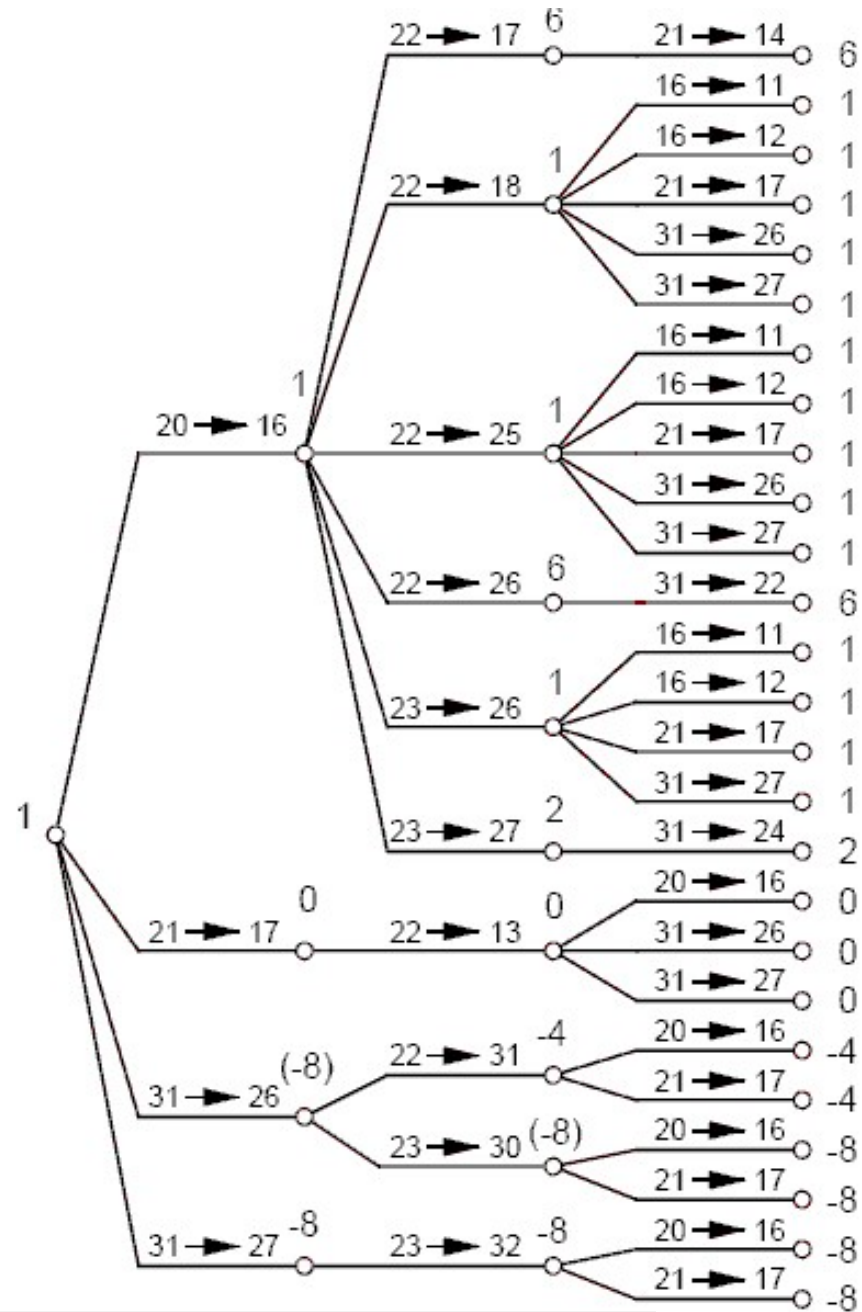 6
22 → 17
21 → 14
6
16 → 11
1
16 → 12
1
1
22 → 18
21 → 17
1
31 → 26
1
31 → 27
1
16 → 11
1
1
16 → 12
1
1
20 → 16
22 → 25
21 → 17
1
31 → 26
1
31 → 27
1
6
22 → 26
31 → 22
6
16 → 11
1
16 → 12
1
1
23 → 26
21 → 17
1
31 → 27
1
1
2
23 → 27
31 → 24
2
20 → 16
0
0
0
21 → 17
22 → 13
31 → 26
0
31 → 27
0
20 → 16
-4
(-8)
22 → 31
-4
21 → 17
-4
31 → 26
20 → 16
-8
23 → 30
(-8)
21 → 17
-8
20 → 16
-8
31 → 27
-8
23 → 32
-8
21 → 17
-8